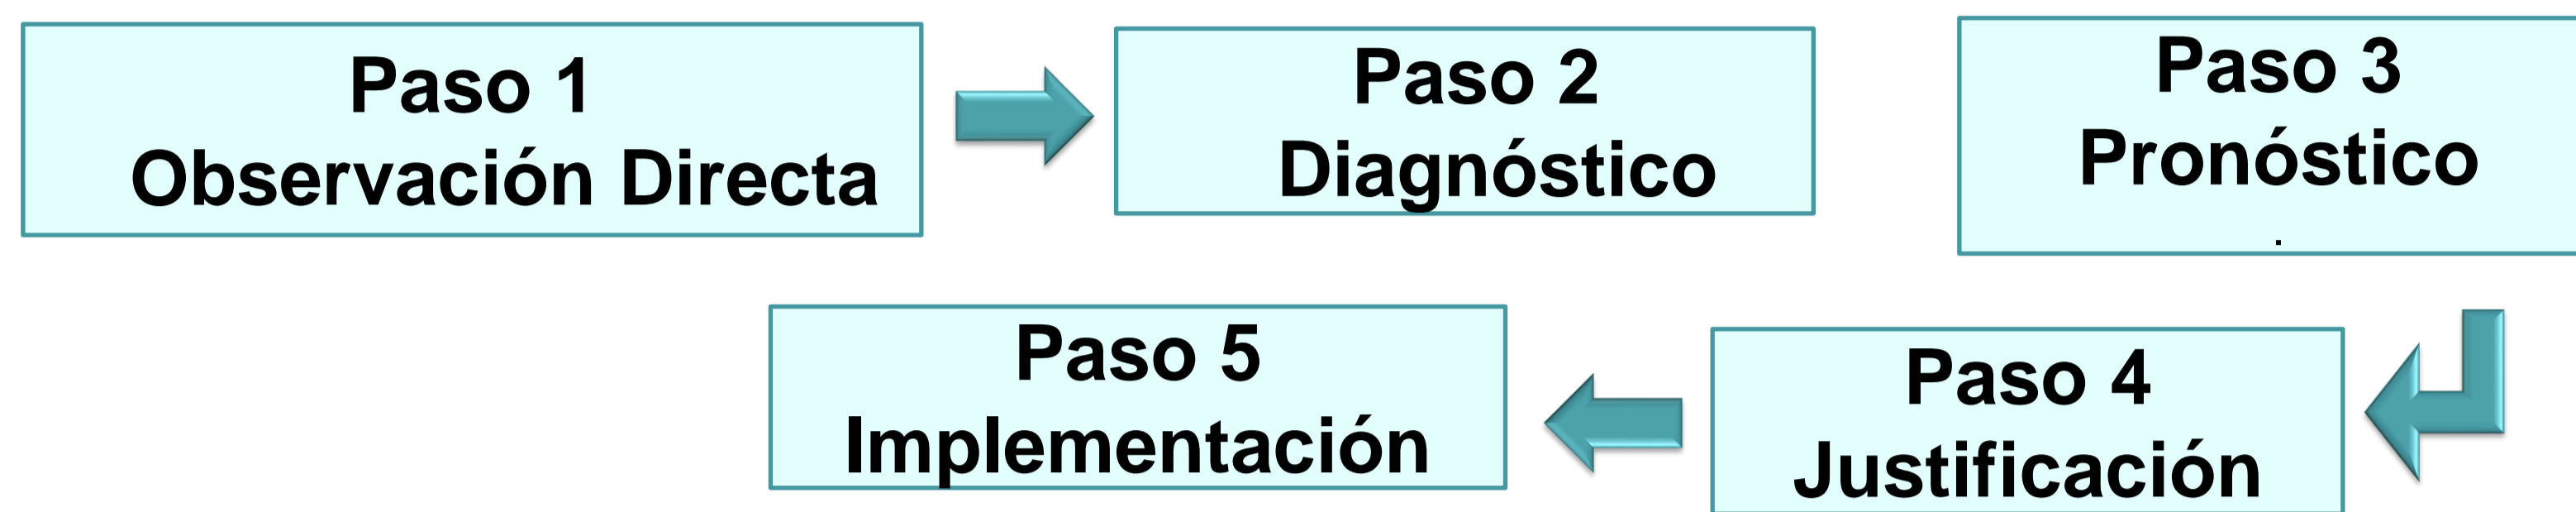 Paso 1
Observación Directa
Paso 2
Diagnóstico
Paso 3
Pronóstico
.
Paso 4
Justificación
Paso 5
Implementación